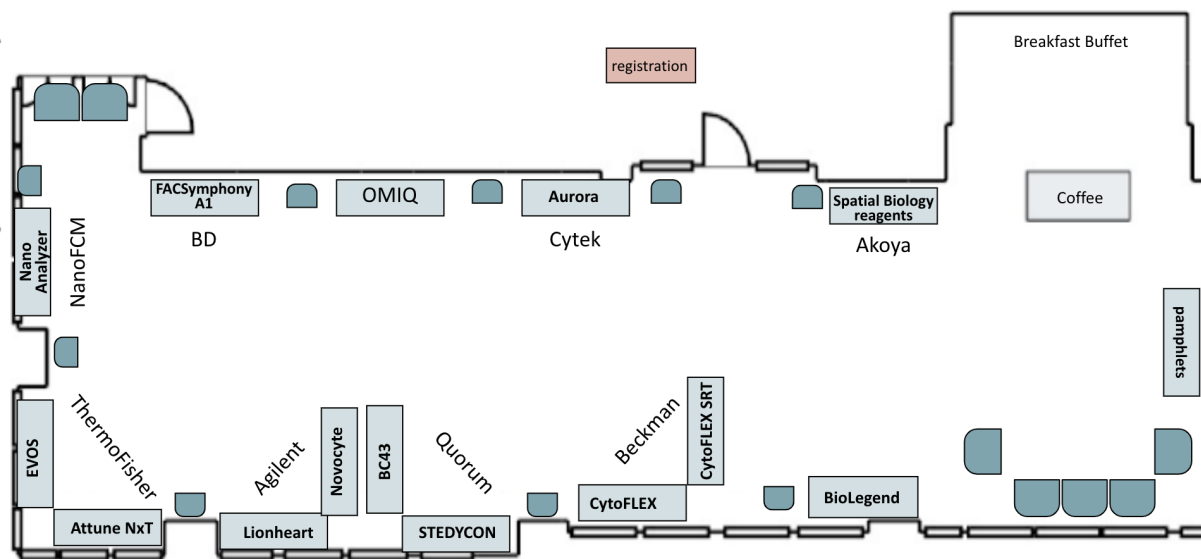 Breakfast Buffet
registration
FACSymphony
A1
OMIQ
Aurora
Spatial Biology
reagents
Coffee
BD
Cytek
Akoya
Nano
Analyzer
NanoFCM
pamphlets
EVOS
ThermoFisher
Attune NxT
Agilent
Lionheart
Novocyte
BC43
Quorum
STEDYCON
Beckman
CytoFLEX
CytoFLEX SRT
BioLegend